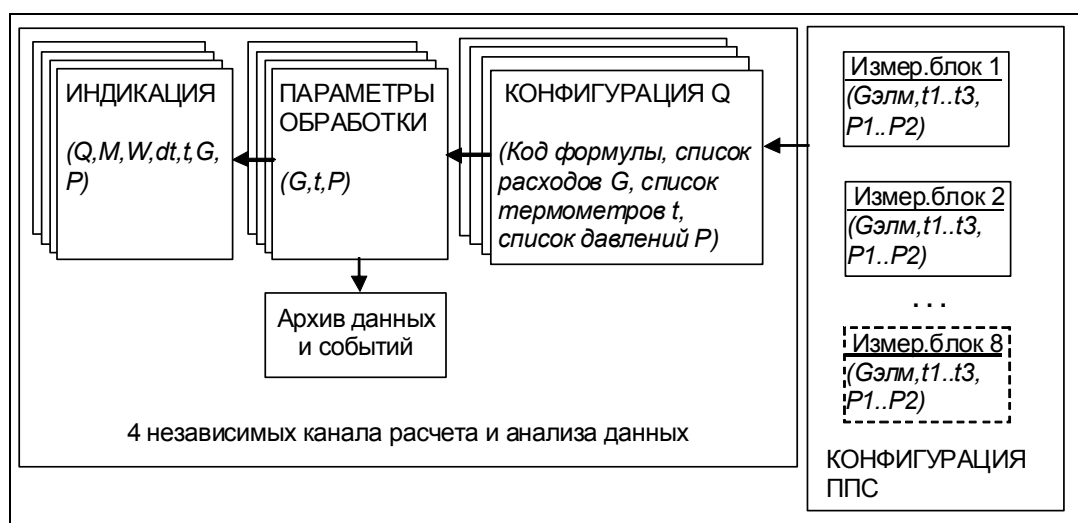 ИНДИКАЦИЯ
(Q,M,W,dt,t,G,
P)
ПАРАМЕТРЫ
ОБРАБОТКИ
(G,t,P)
КОНФИГУРАЦИЯ Q
(Код формулы, список
расходов G, список
термометров t,
список давлений P)
Архив данных
и событий
4 независимых канала расчета и анализа данных
Измер.блок 1
(Gэлм,t1..t3,
P1..P2)
Измер.блок 2
(Gэлм,t1..t3,
P1..P2)
. . .
Измер.блок 8
(Gэлм,t1..t3,
P1..P2)
КОНФИГУРАЦИЯ
ППС